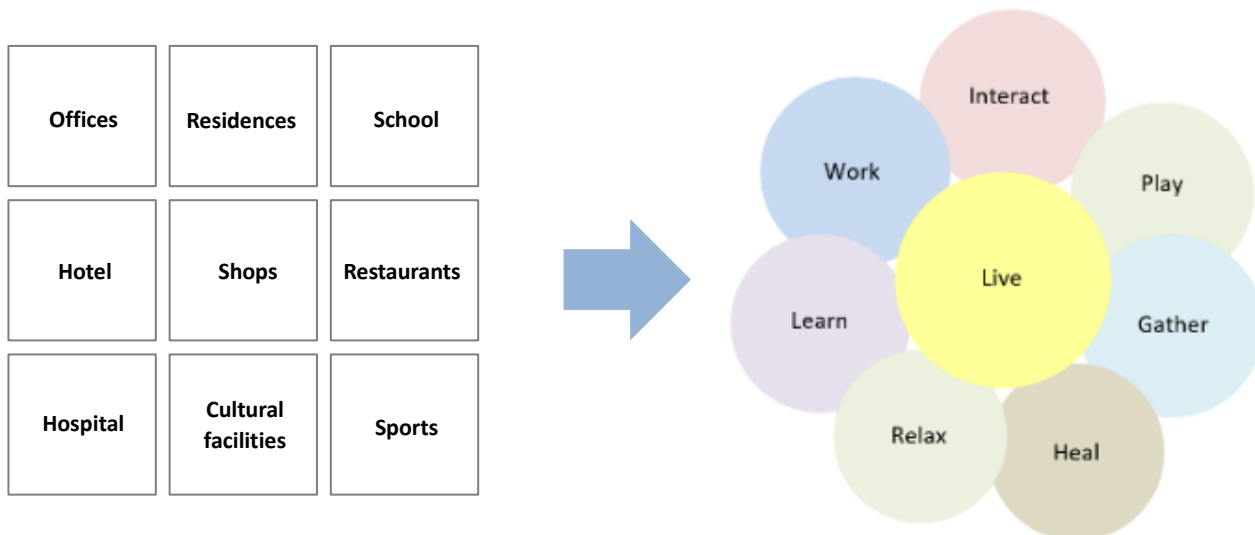 Offices
Residences
School
Hotel
Shops
Restaurants
Hospital
Cultural
facilities
Sports
Interact
Work
Play
Live
Learn
Gather
Relax
Heal